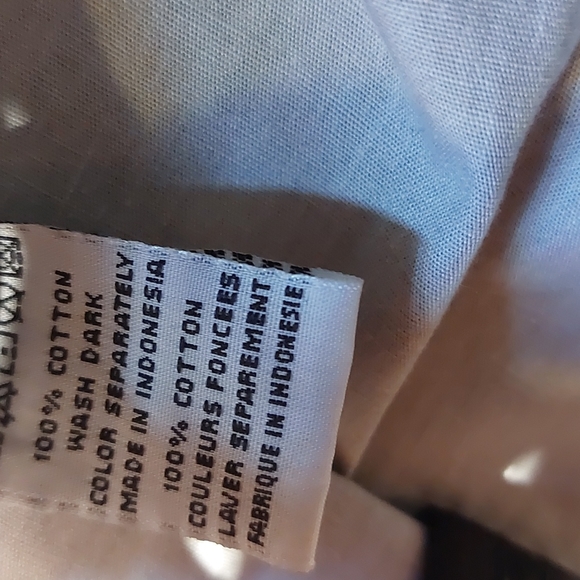 100% COTTON
WASH DARK
COLOR SEPARATELY
MADE IN INDONESIA
100% COTTON
COULEURS FONCEES
LAVER SEPAREMENT
FABRIQUE IN INDONESIE